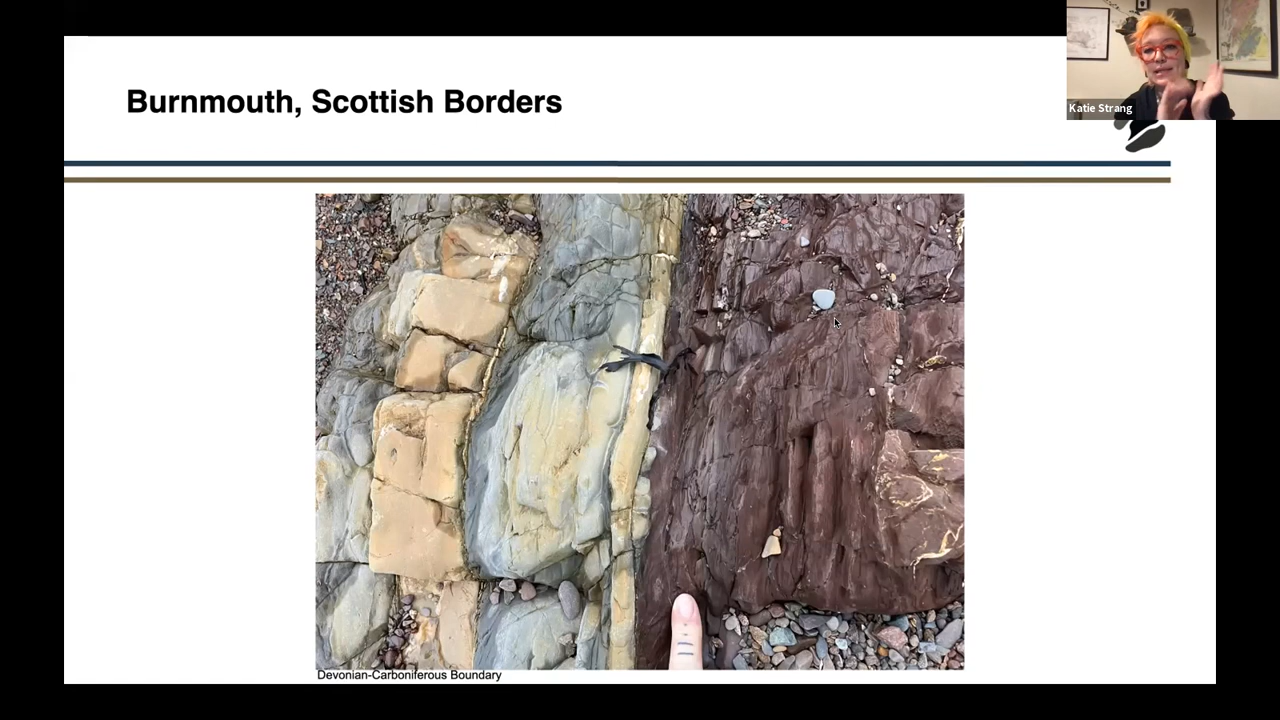 Burnmouth, Scottish Borders
Katie Strang
Devonian-Carboniferous Boundary